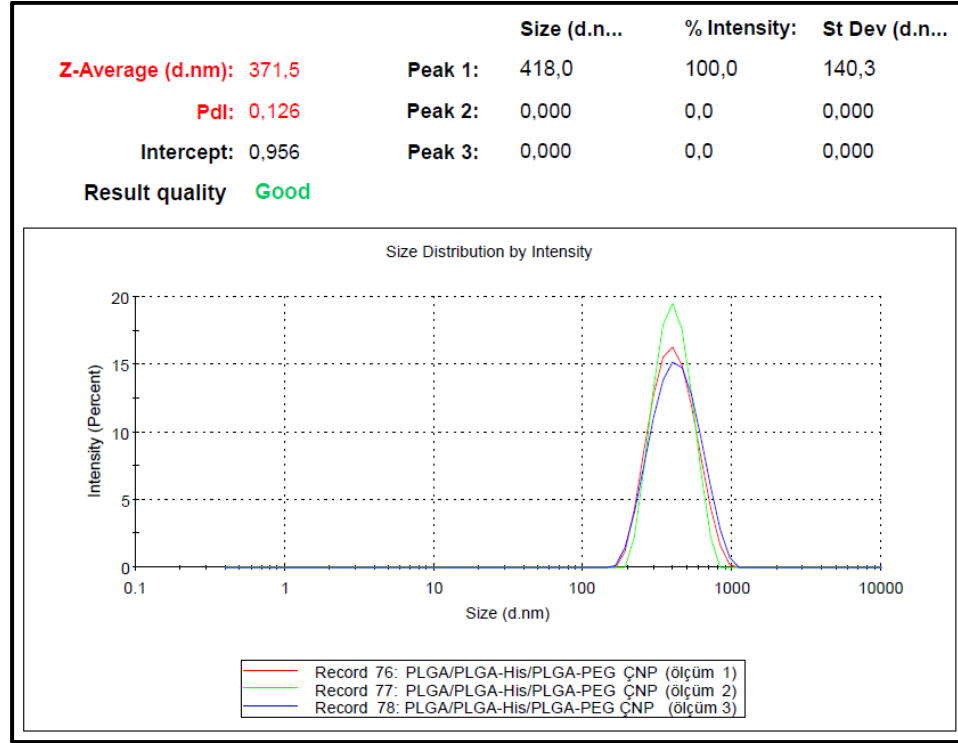 Size (d.n... % Intensity: St Dev (d.n...
Z-Average (d.nm): 371,5 Peak 1: 418,0 100,0 140,3
PdI: 0,126 Peak 2: 0,000 0,0 0,000
Intercept: 0,956 Peak 3: 0,000 0,0 0,000
Result quality Good
Size Distribution by Intensity
Intensity (Percent)
20
15
10
5
0
0.1 1 10 100 1000 10000
Size (d.nm)
Record 76: PLGA/PLGA-His/PLGA-PEG ÇNP (ölçüm 1)
Record 77: PLGA/PLGA-His/PLGA-PEG ÇNP (ölçüm 2)
Record 78: PLGA/PLGA-His/PLGA-PEG ÇNP (ölçüm 3)